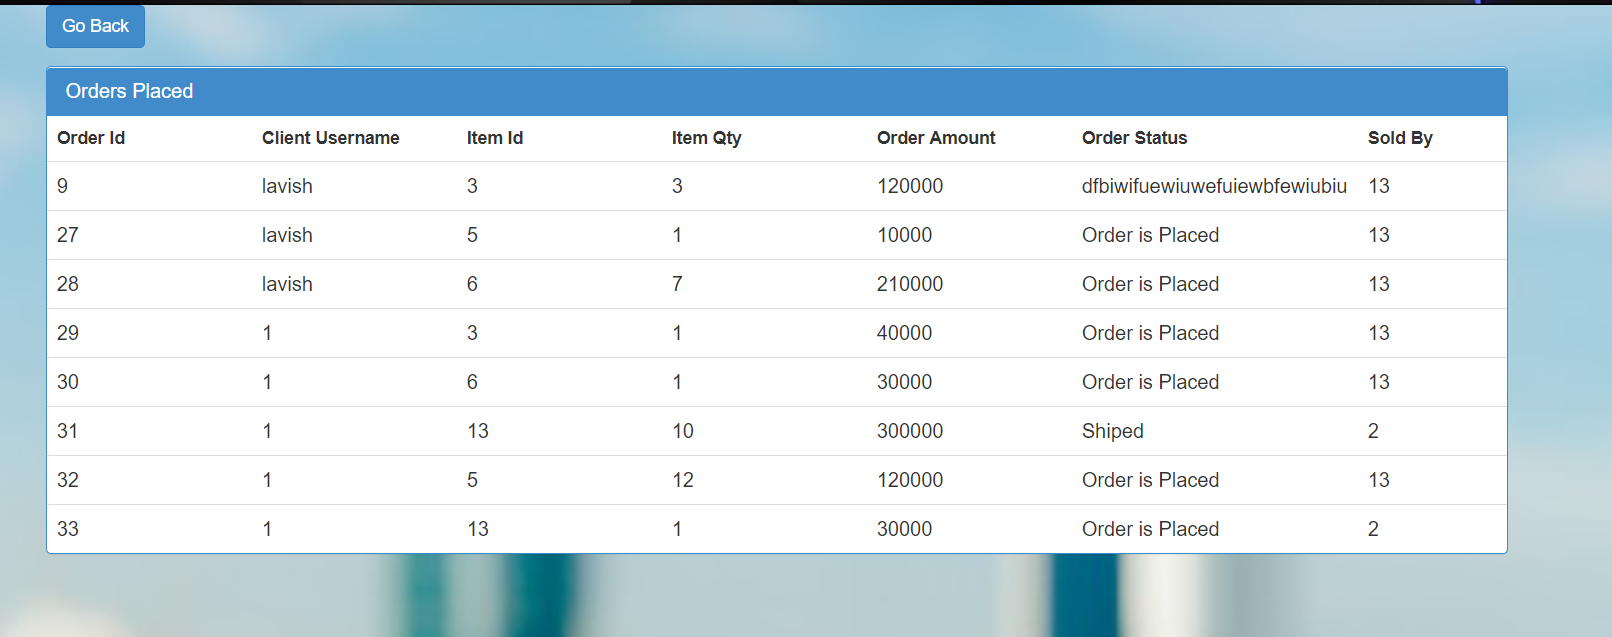 Go Back
Orders Placed
Order Id Client Username Item Id Item Qty Order Amount Order Status Sold By
9 lavish 3 3 120000 dfbiwifuewiuwefuiewbfewiubiu 13
27 lavish 5 1 10000 Order is Placed 13
28 lavish 6 7 210000 Order is Placed 13
29 1 3 1 40000 Order is Placed 13
30 1 6 1 30000 Order is Placed 13
31 1 13 10 300000 Shiped 2
32 1 5 12 120000 Order is Placed 13
33 1 13 1 30000 Order is Placed 2